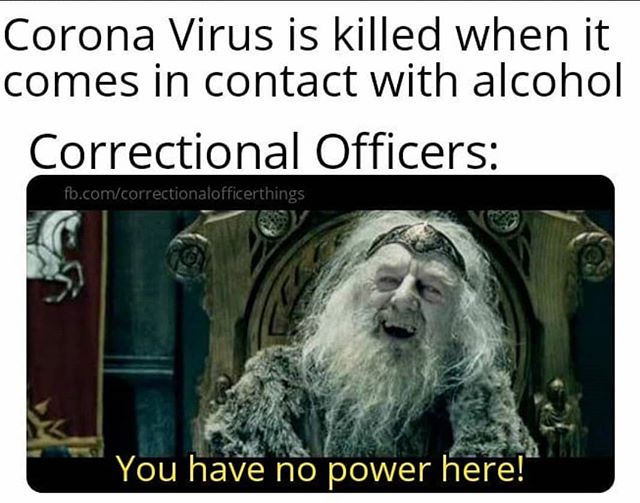 Corona Virus is killed when it
comes in contact with alcohol
Correctional Officers:
fb.com/correctionalofficerthings
You have no power here!